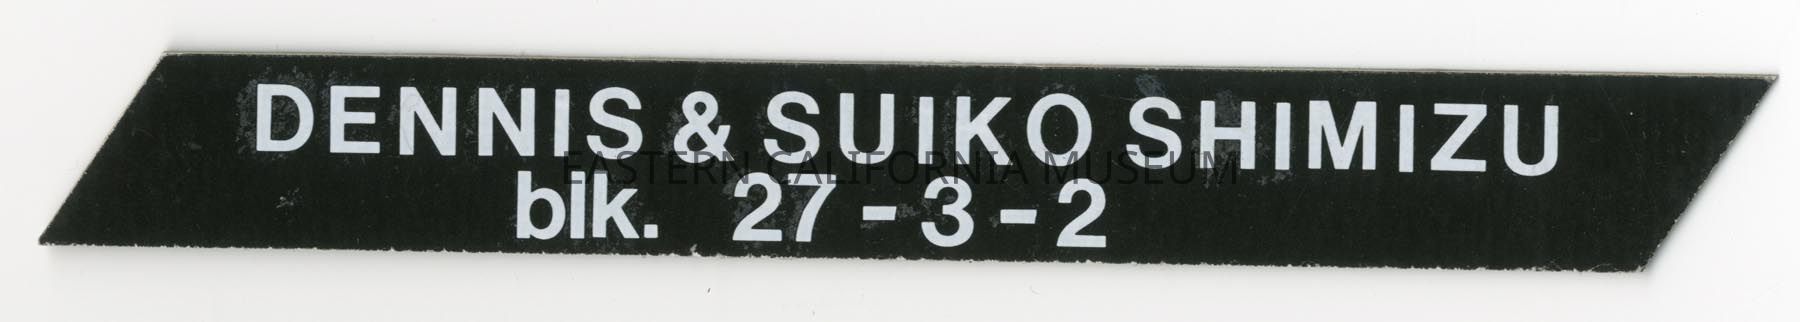 DENNIS & SUIKO SHIMIZU
EASTERN CALIFORNIA MUSEUM
blk. 27-3-2